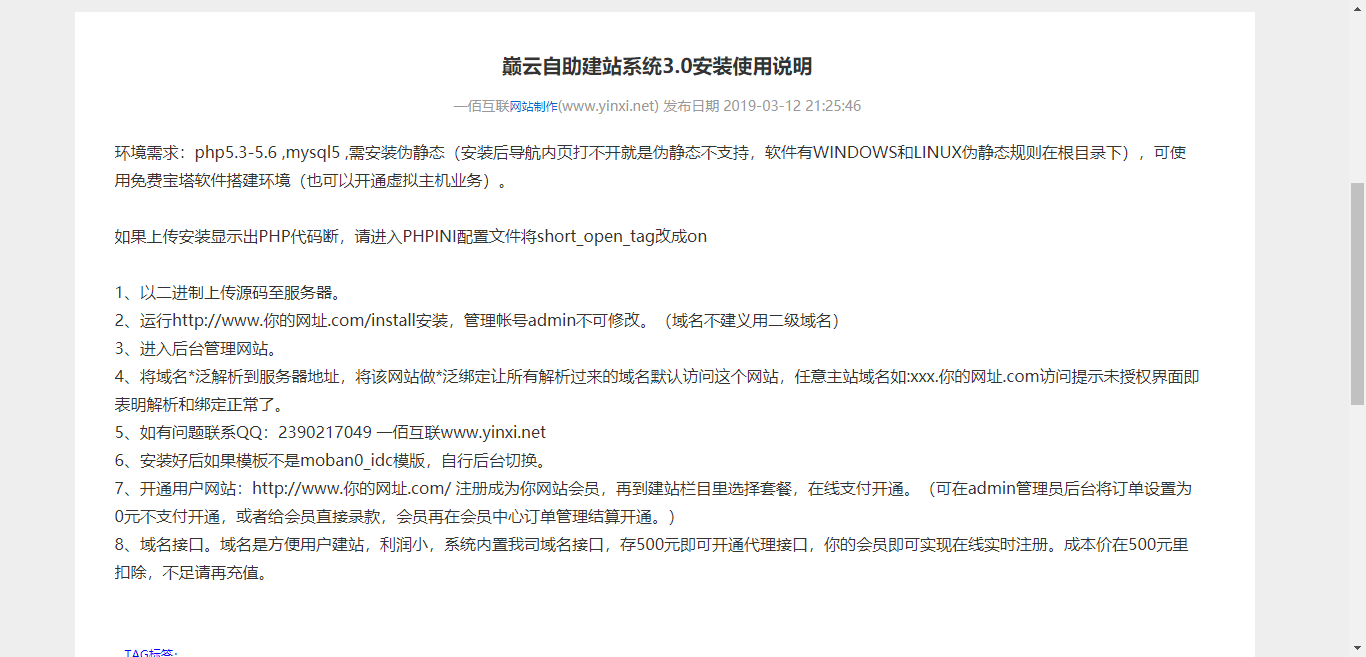 巅云自助建站系统3.0安装使用说明
一佰互联网站制作(www.yinxi.net) 发布日期 2019-03-12 21:25:46
环境需求：php5.3-5.6 ,mysql5 ,需安装伪静态（安装后导航内页打不开就是伪静态不支持，软件有WINDOWS和LINUX伪静态规则在根目录下），可使
用免费宝塔软件搭建环境（也可以开通虚拟主机业务）。
如果上传安装显示出PHP代码断，请进入PHPINI配置文件将short_open_tag改成on
1、以二进制上传源码至服务器。
2、运行http://www.你的网址.com/install安装，管理帐号admin不可修改。（域名不建义用二级域名）
3、进入后台管理网站。
4、将域名*泛解析到服务器地址，将该网站做*泛绑定让所有解析过来的域名默认访问这个网站，任意主站域名如:xxx.你的网址.com访问提示未授权界面即
表明解析和绑定正常了。
5、如有问题联系QQ：2390217049 一佰互联www.yinxi.net
6、安装好后如果模板不是moban0_idc模版，自行后台切换。
7、开通用户网站：http://www.你的网址.com/ 注册成为你网站会员，再到建站栏目里选择套餐，在线支付开通。（可在admin管理员后台将订单设置为
0元不支付开通，或者给会员直接录款，会员再在会员中心订单管理结算开通。）
8、域名接口。域名是方便用户建站，利润小，系统内置我司域名接口，存500元即可开通代理接口，你的会员即可实现在线实时注册。成本价在500元里
扣除，不足请再充值。
TAG标签：